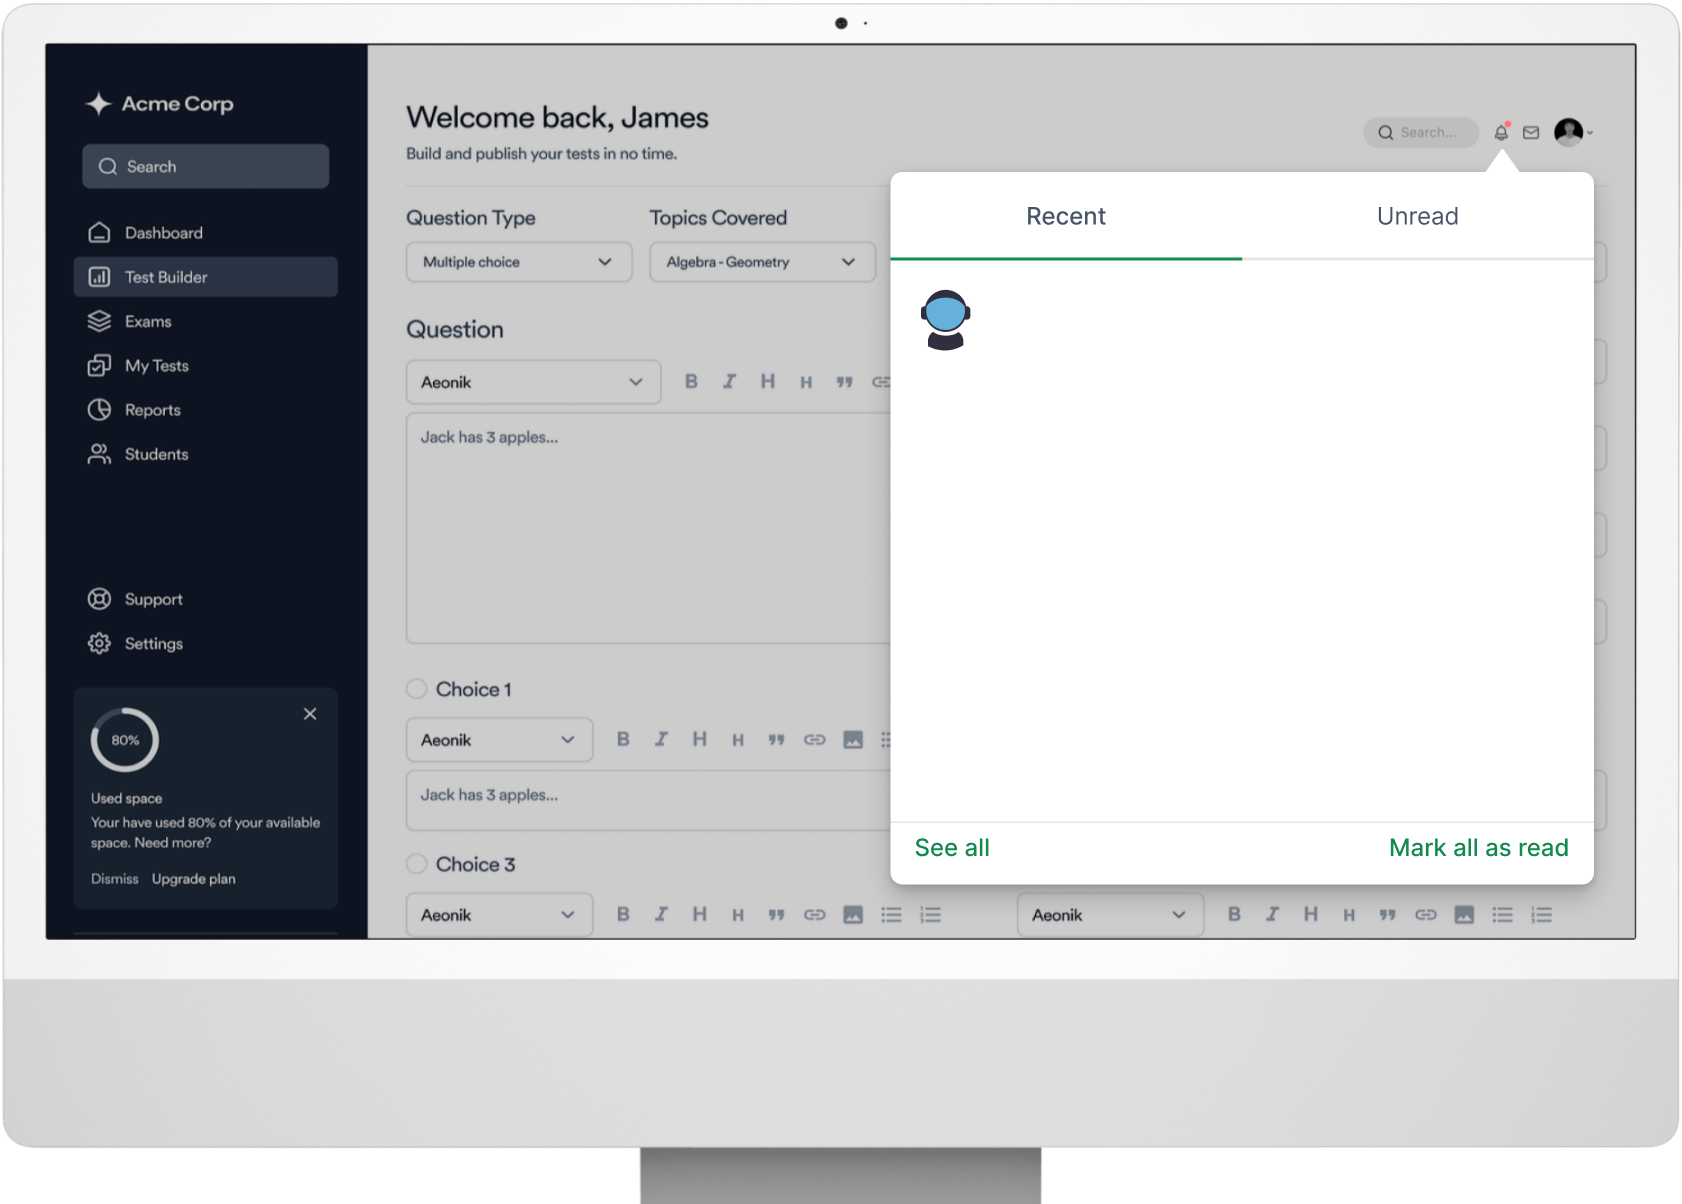 Acme Corp
Search
Dashboard
Test Builder
Exams
My Tests
Reports
Students
Support
Settings
80%
Used space
Your have used 80% of your available
space. Need more?
Dismiss Upgrade plan
Welcome back, James
Build and publish your tests in no time.
Search...
Question Type
Topics Covered
Multiple choice
Algebra - Geometry
Question
Aeonik
B I H H
Jack has 3 apples...
Choice 1
Aeonik
B I H H
Jack has 3 apples...
Choice 3
Aeonik
B I H H
Aeonik
B I H H
Recent
Unread
See all
Mark all as read